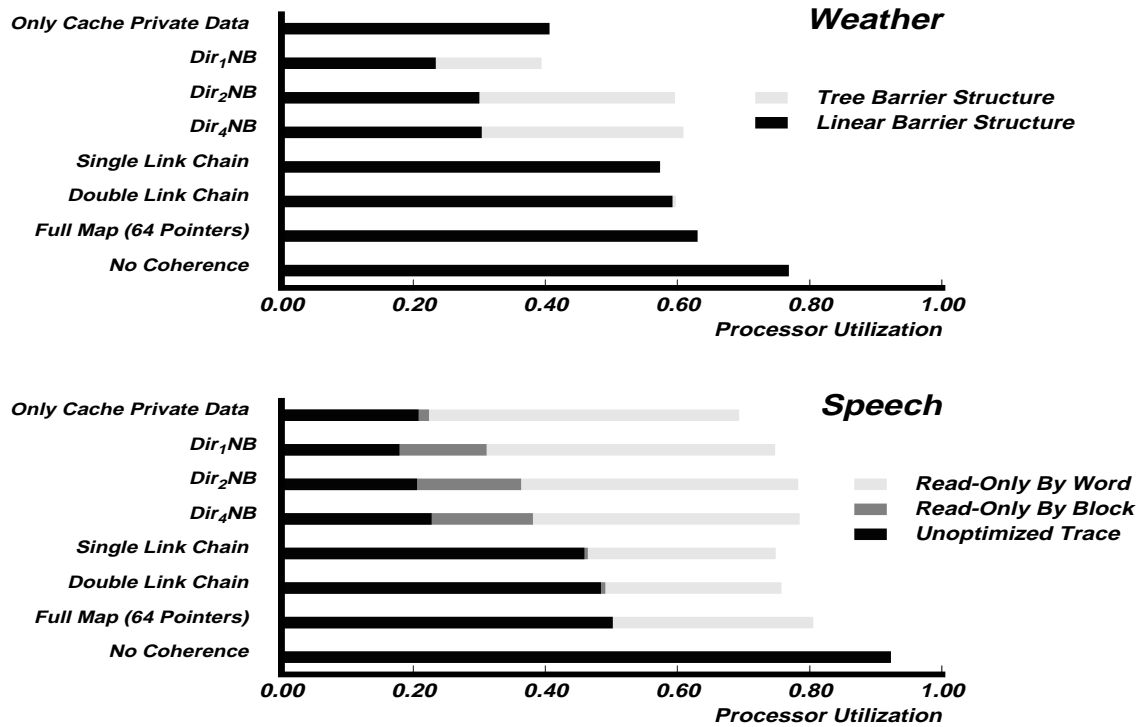 Weather
Only Cache Private Data
Dir1NB
Dir2NB
Dir4NB
Single Link Chain
Double Link Chain
Full Map (64 Pointers)
No Coherence
Tree Barrier Structure
Linear Barrier Structure
0.00 0.20 0.40 0.60 0.80 1.00
Processor Utilization
Speech
Only Cache Private Data
Dir1NB
Dir2NB
Dir4NB
Single Link Chain
Double Link Chain
Full Map (64 Pointers)
No Coherence
Read-Only By Word
Read-Only By Block
Unoptimized Trace
0.00 0.20 0.40 0.60 0.80 1.00
Processor Utilization